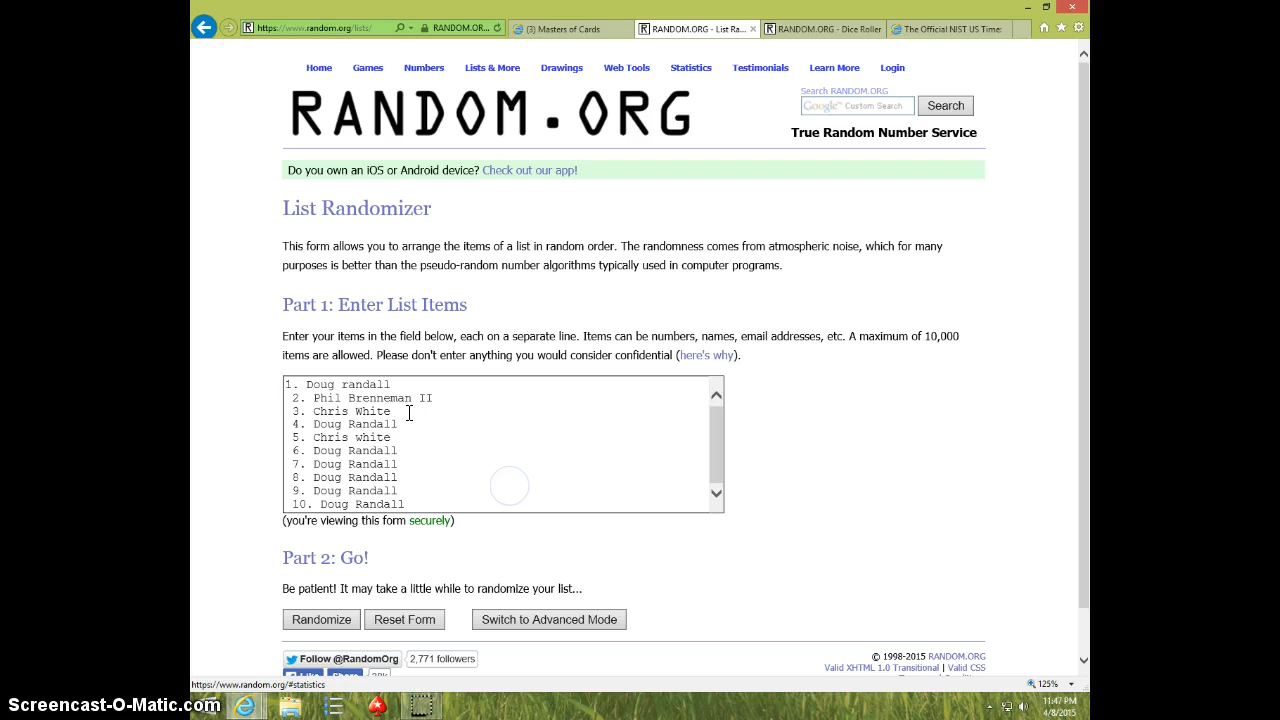 https://www.random.org/lists/
RANDOM.OR...
(3) Masters of Cards
RANDOM.ORG - List Ra...
RANDOM.ORG - Dice Roller
The Official NIST US Time:
Home Games Numbers Lists & More Drawings Web Tools Statistics Testimonials Learn More Login
RANDOM.ORG
Search RANDOM.ORG
Google™ Custom Search
Search
True Random Number Service
Do you own an iOS or Android device? Check out our app!
List Randomizer
This form allows you to arrange the items of a list in random order. The randomness comes from atmospheric noise, which for many
purposes is better than the pseudo-random number algorithms typically used in computer programs.
Part 1: Enter List Items
Enter your items in the field below, each on a separate line. Items can be numbers, names, email addresses, etc. A maximum of 10,000
items are allowed. Please don't enter anything you would consider confidential (here's why).
1. Doug randall
2. Phil Brenneman II
3. Chris White
4. Doug Randall
5. Chris white
6. Doug Randall
7. Doug Randall
8. Doug Randall
9. Doug Randall
10. Doug Randall
(you're viewing this form securely)
Part 2: Go!
Be patient! It may take a little while to randomize your list...
Randomize Reset Form Switch to Advanced Mode
Follow @RandomOrg 2,771 followers
© 1998-2015 RANDOM.ORG
Valid XHTML 1.0 Transitional | Valid CSS
https://www.random.org/#statistics
125%
Screencast-O-Matic.com
11:47 PM
4/8/2015